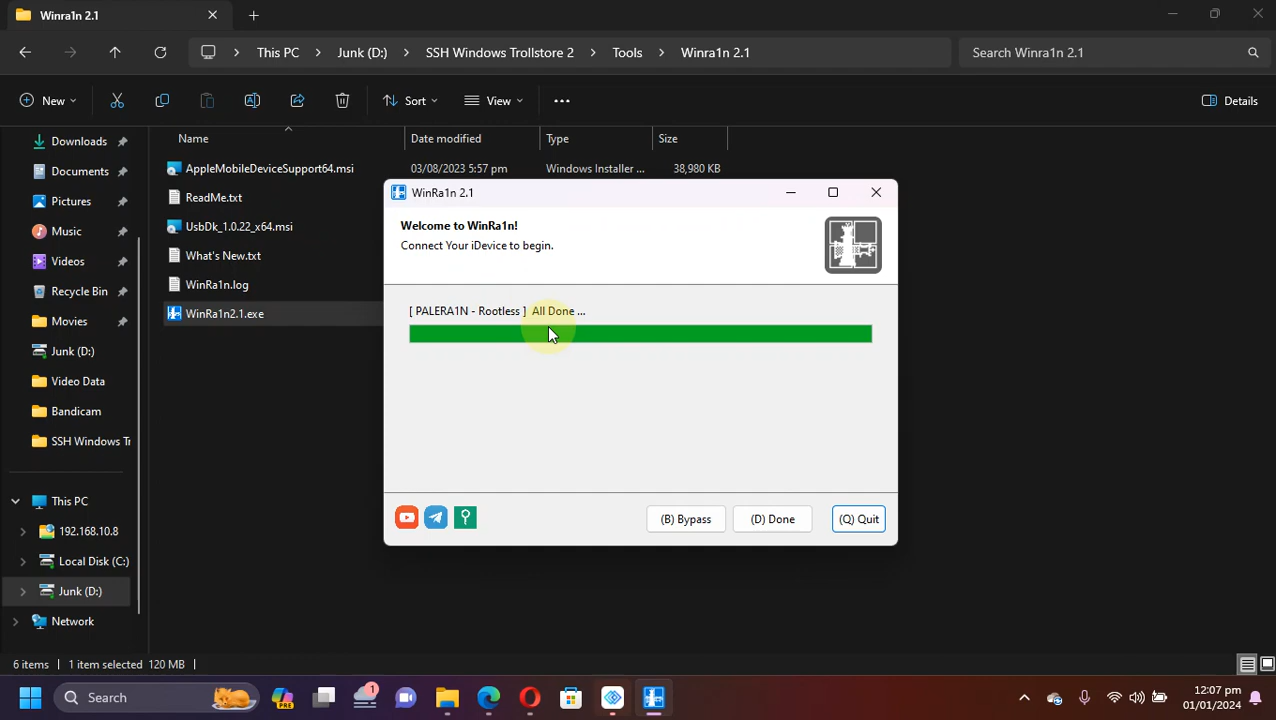 Winra1n 2.1
This PC
Junk (D:)
SSH Windows Trollstore 2
Tools
Winra1n 2.1
Search Winra1n 2.1
New
Sort
View
Details
Name
Date modified
Type
Size
Downloads
Documents
Pictures
Music
Videos
Recycle Bin
Movies
Junk (D:)
Video Data
Bandicam
SSH Windows Tr
This PC
192.168.10.8
Local Disk (C:)
Junk (D:)
Network
AppleMobileDeviceSupport64.msi
03/08/2023 5:57 pm
Windows Installer ...
38,980 KB
ReadMe.txt
UsbDk_1.0.22_x64.msi
What's New.txt
WinRa1n.log
WinRa1n2.1.exe
WinRa1n 2.1
Welcome to WinRa1n!
Connect Your iDevice to begin.
[ PALERA1N - Rootless ] All Done ...
(B) Bypass
(D) Done
(Q) Quit
6 items
1 item selected 120 MB
Search
PRE
1
12:07 pm
01/01/2024